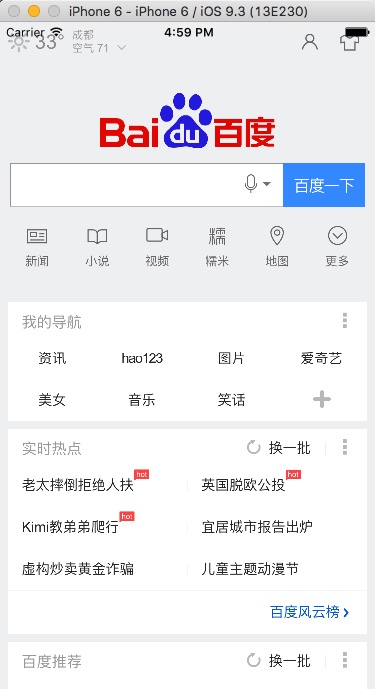 iPhone 6 - iPhone 6 / iOS 9.3 (13E230)
Carrier 4:59 PM
33° 成都
空气 71
Bai du 百度
百度一下
糯
新闻 小说 视频 糯米 地图 更多
我的导航
资讯 hao123 图片 爱奇艺
美女 音乐 笑话
实时热点 换一批
老太摔倒拒绝人扶 hot 英国脱欧公投 hot
Kimi教弟弟爬行 hot 宜居城市报告出炉
虚构炒卖黄金诈骗 儿童主题动漫节
百度风云榜
百度推荐 换一批